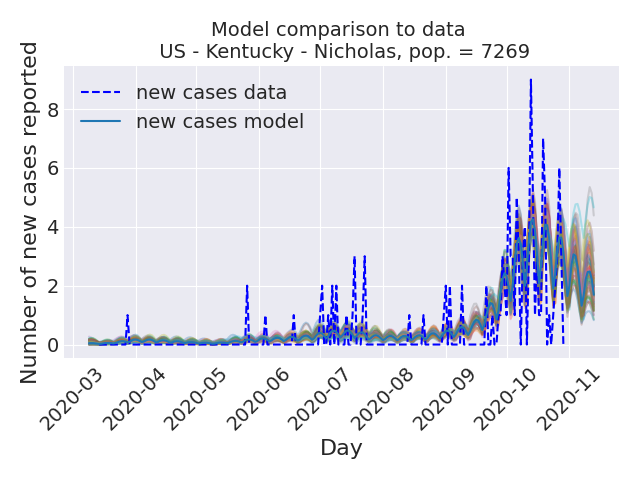 Model comparison to data
US - Kentucky - Nicholas, pop. = 7269
Number of new cases reported
new cases data
new cases model
8
6
4
2
0
2020-03
2020-04
2020-05
2020-06
2020-07
2020-08
2020-09
2020-10
2020-11
Day